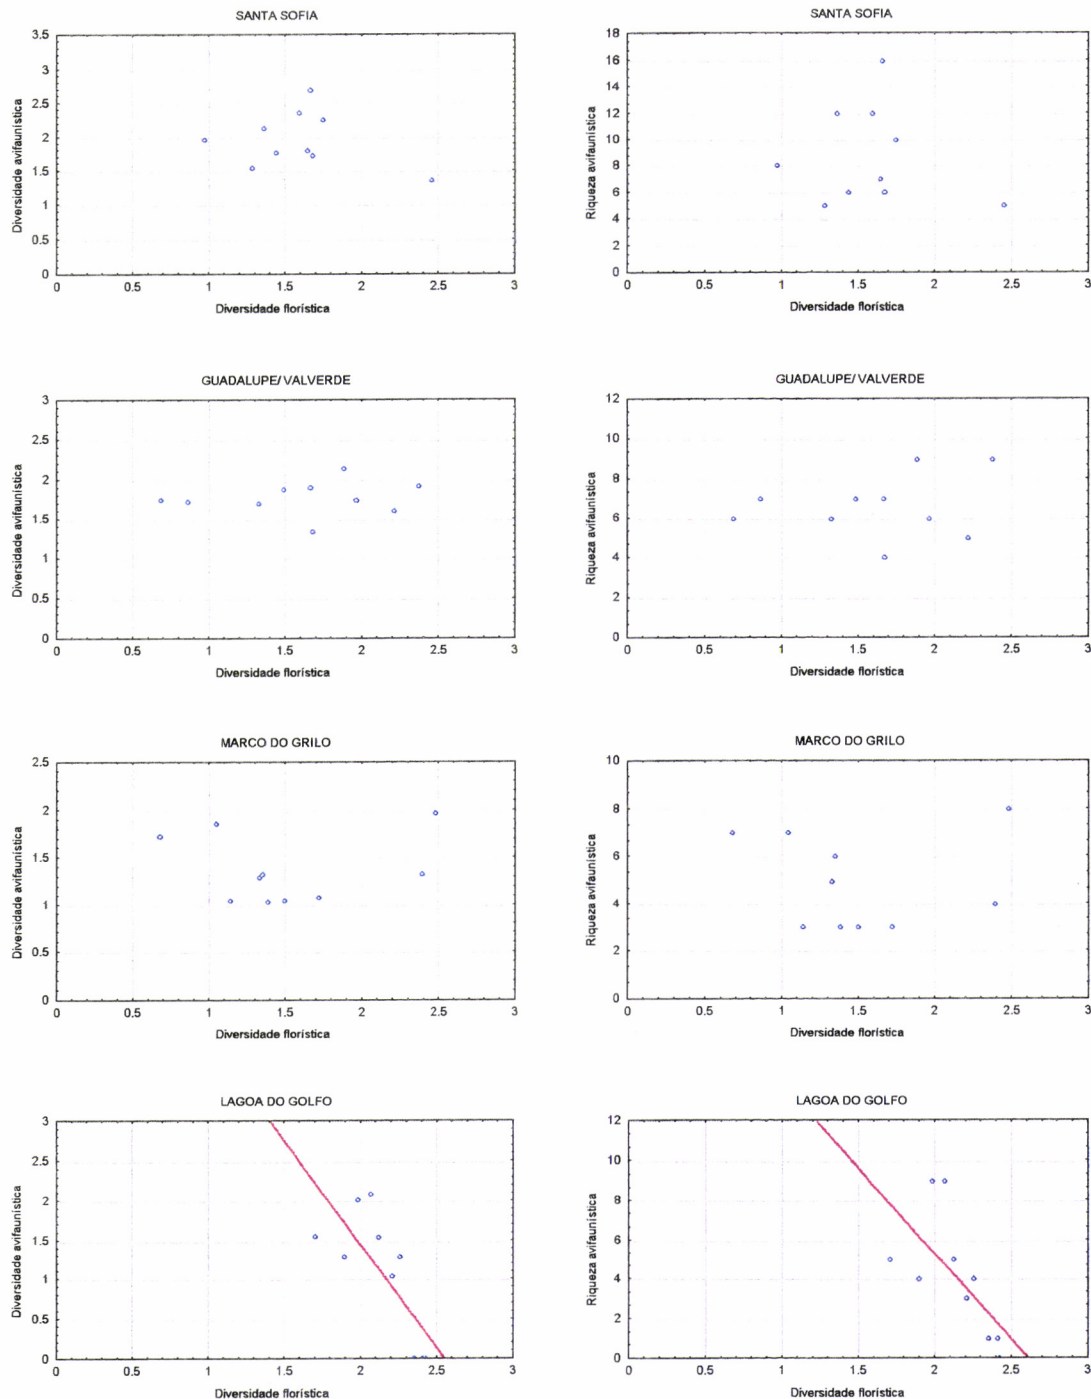 SANTA SOFIA
3.5
3
2.5
2
1.5
1
0.5
0
0 0.5 1 1.5 2 2.5 3
Diversidade avifaunística
Diversidade florística
SANTA SOFIA
18
16
14
12
10
8
6
4
2
0
0 0.5 1 1.5 2 2.5 3
Riqueza avifaunística
Diversidade florística
GUADALUPE/ VALVERDE
3
2.5
2
1.5
1
0.5
0
0 0.5 1 1.5 2 2.5 3
Diversidade avifaunística
Diversidade florística
GUADALUPE/ VALVERDE
12
10
8
6
4
2
0
0 0.5 1 1.5 2 2.5 3
Riqueza avifaunística
Diversidade florística
MARCO DO GRILO
2.5
2
1.5
1
0.5
0
0 0.5 1 1.5 2 2.5 3
Diversidade avifaunística
Diversidade florística
MARCO DO GRILO
10
8
6
4
2
0
0 0.5 1 1.5 2 2.5 3
Riqueza avifaunística
Diversidade florística
LAGOA DO GOLFO
3
2.5
2
1.5
1
0.5
0
0 0.5 1 1.5 2 2.5 3
Diversidade avifaunística
Diversidade florística
LAGOA DO GOLFO
12
10
8
6
4
2
0
0 0.5 1 1.5 2 2.5 3
Riqueza avifaunística
Diversidade florística